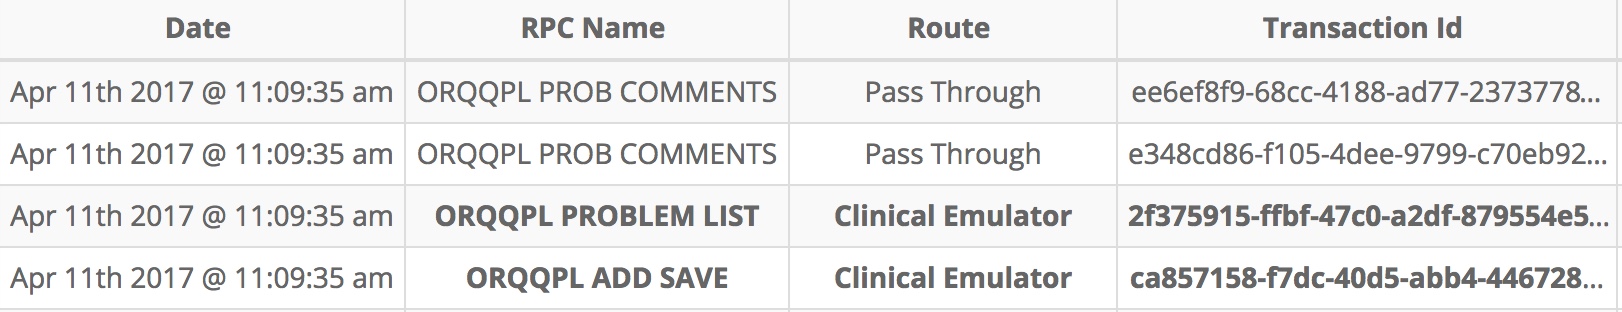 Date RPC Name Route Transaction Id
Apr 11th 2017 @ 11:09:35 am ORQQPL PROB COMMENTS Pass Through ee6ef8f9-68cc-4188-ad77-2373778...
Apr 11th 2017 @ 11:09:35 am ORQQPL PROB COMMENTS Pass Through e348cd86-f105-4dee-9799-c70eb92...
Apr 11th 2017 @ 11:09:35 am ORQQPL PROBLEM LIST Clinical Emulator 2f375915-ffbf-47c0-a2df-879554e5...
Apr 11th 2017 @ 11:09:35 am ORQQPL ADD SAVE Clinical Emulator ca857158-f7dc-40d5-abb4-446728...